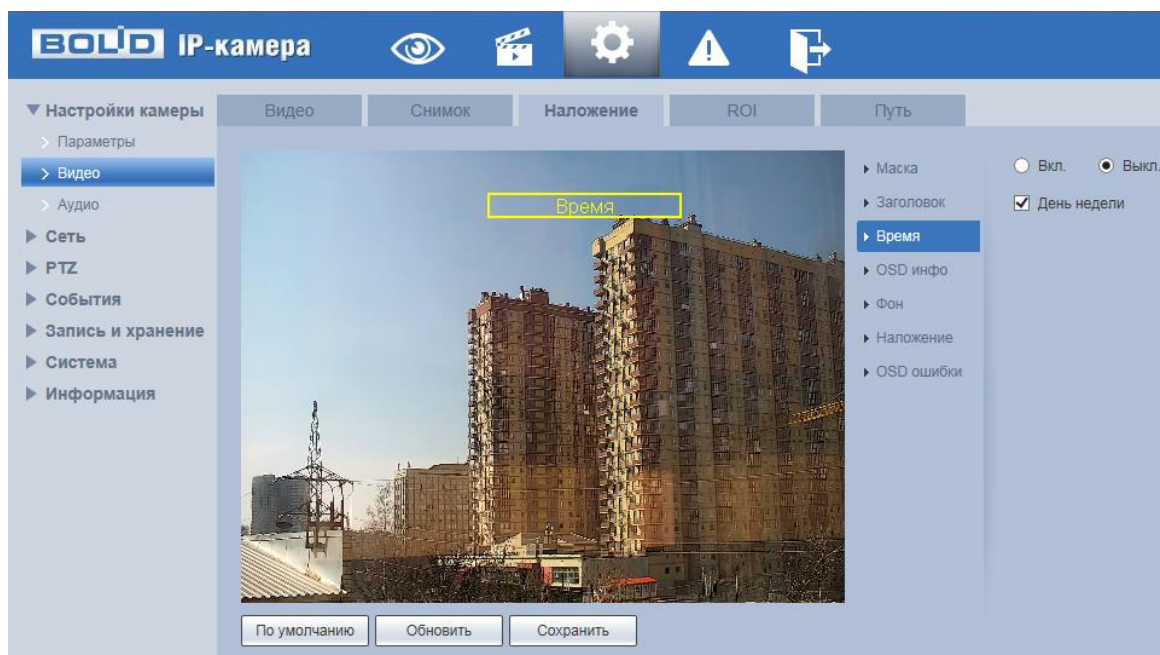 BOLID IP-камера
Настройки камеры
Параметры
Видео
Аудио
Сеть
PTZ
События
Запись и хранение
Система
Информация
Видео Снимок Наложение ROI Путь
Время
Маска
Заголовок
Время
OSD инфо
Фон
Наложение
OSD ошибки
Вкл. Выкл.
День недели
По умолчанию Обновить Сохранить